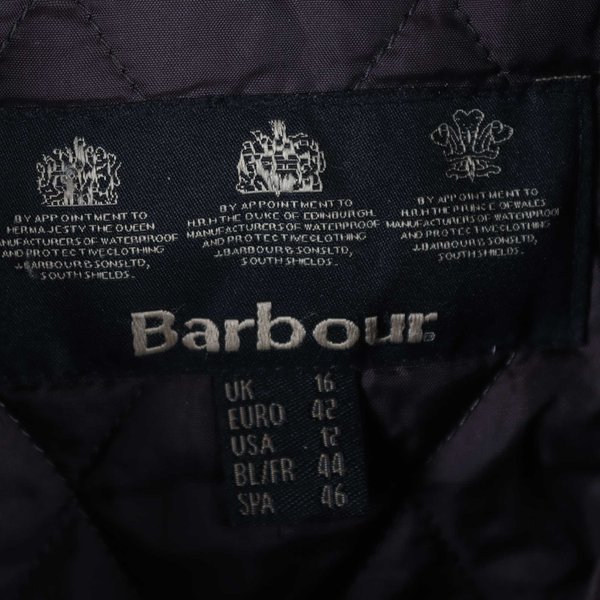 BY APPOINTMENT TO
HER MAJESTY THE QUEEN
MANUFACTURERS OF WATERPROOF
AND PROTECTIVE CLOTHING
J.BARBOUR & SONS LTD,
SOUTH SHIELDS.
BY APPOINTMENT TO
H.R.H THE DUKE OF EDINBURGH
MANUFACTURERS OF WATERPROOF
AND PROTECTIVE CLOTHING
J.BARBOUR & SONS LTD,
SOUTH SHIELDS.
BY APPOINTMENT TO
H.R.H. THE PRINCE OF WALES
MANUFACTURERS OF WATERPROOF
AND PROTECTIVE CLOTHING
J.BARBOUR & SONS LTD,
SOUTH SHIELDS.
Barbour
UK 16
EURO 42
USA 12
BL/FR 44
SPA 46